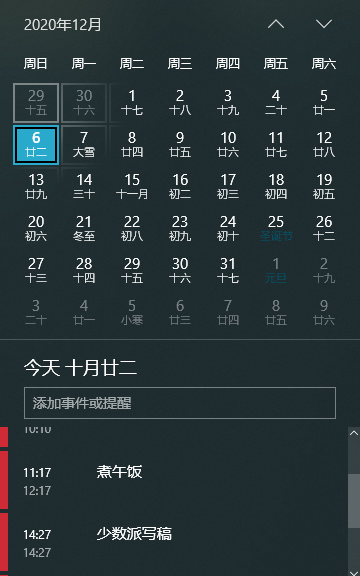 2020年12月
周日 周一 周二 周三 周四 周五 周六
29 30 1 2 3 4 5
十五 十六 十七 十八 十九 二十 廿一
6 7 8 9 10 11 12
廿二 大雪 廿四 廿五 廿六 廿七 廿八
13 14 15 16 17 18 19
廿九 三十 十一月 初二 初三 初四 初五
20 21 22 23 24 25 26
初六 冬至 初八 初九 初十 圣诞节 十二
27 28 29 30 31 1 2
十三 十四 十五 十六 十七 元旦 十九
3 4 5 6 7 8 9
二十 廿一 小寒 廿三 廿四 廿五 廿六
今天 十月廿二
添加事件或提醒
10:10
11:17 煮午饭
12:17
14:27 少数派写稿
14:27